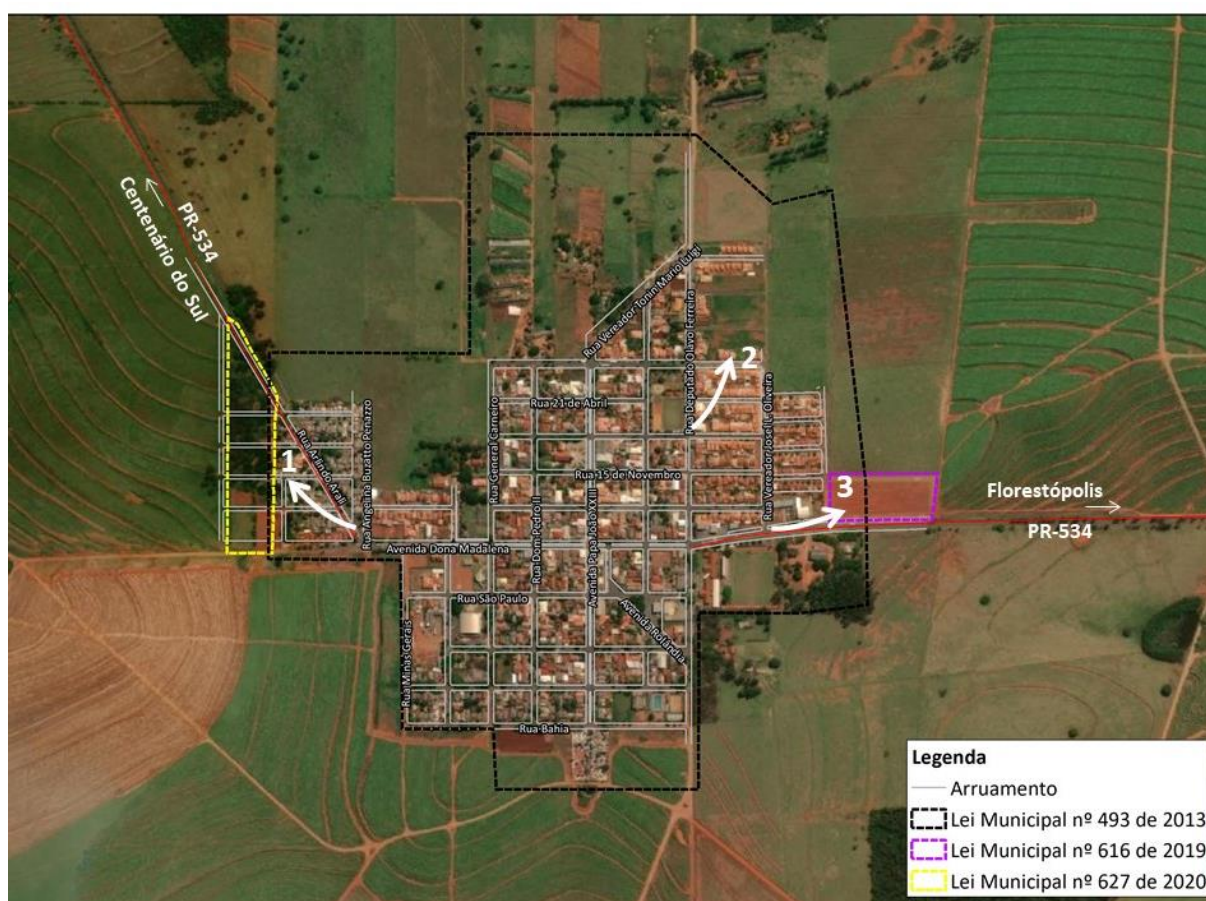 PR-534
Centenário do Sul
Rua Vereador Tonin Mario Luigi
Rua Deputado Olavo Ferreira
2
Rua 21 de Abril
Rua General Carneiro
Rua Angelina Buzatto Penazzo
Rua Arlindo Arali
1
Rua 15 de Novembro
Rua Vereador Josel L. Oliveira
3
Florestópolis
PR-534
Rua Dom Pedro II
Avenida Papa João XXIII
Avenida Dona Madalena
Rua São Paulo
Avenida Rolândia
Rua Minas Gerais
Rua Bahia
Legenda
Arruamento
Lei Municipal nº 493 de 2013
Lei Municipal nº 616 de 2019
Lei Municipal nº 627 de 2020